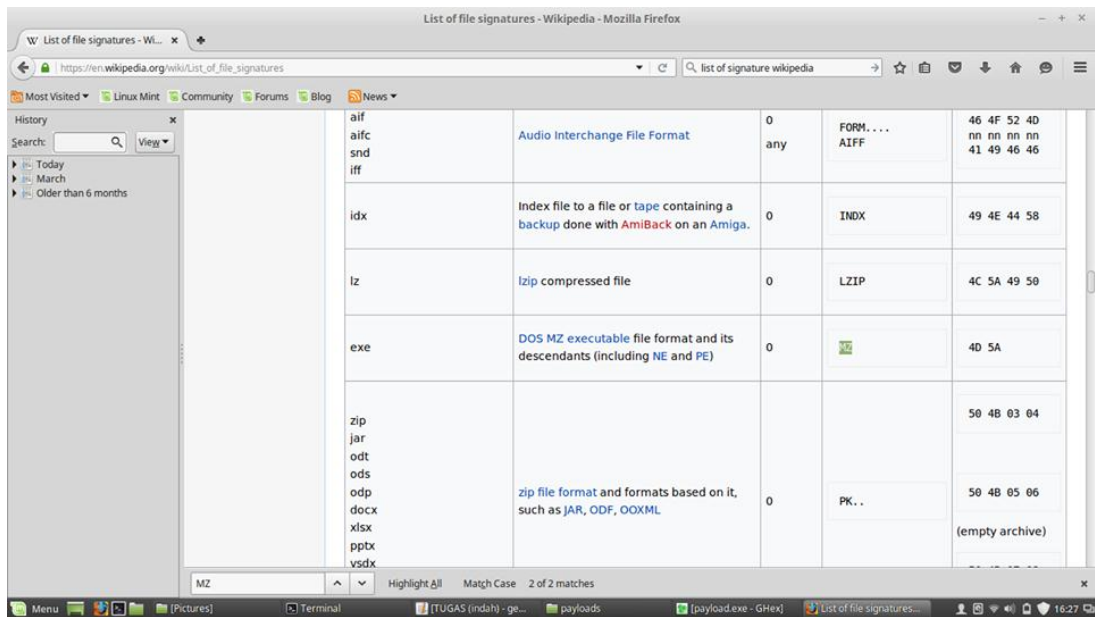 List of file signatures - Wikipedia - Mozilla Firefox
List of file signatures - Wi...
https://en.wikipedia.org/wiki/List_of_file_signatures
list of signature wikipedia
Most Visited
Linux Mint
Community
Forums
Blog
News
History
Search:
View
Today
March
Older than 6 months
aif
aifc
snd
iff
Audio Interchange File Format
0
any
FORM....
AIFF
46 4F 52 4D
nn nn nn nn
41 49 46 46
idx
Index file to a file or tape containing a
backup done with AmiBack on an Amiga.
0
INDX
49 4E 44 58
lz
lzip compressed file
0
LZIP
4C 5A 49 50
exe
DOS MZ executable file format and its
descendants (including NE and PE)
0
MZ
4D 5A
zip
jar
odt
ods
odp
docx
xlsx
pptx
vsdx
zip file format and formats based on it,
such as JAR, ODF, OOXML
0
PK..
50 4B 03 04
50 4B 05 06
(empty archive)
MZ
Highlight All
Match Case
2 of 2 matches
Menu
[Pictures]
Terminal
[TUGAS (indah) - ge...
payloads
[payload.exe - GHex]
List of file signatures...
16:27